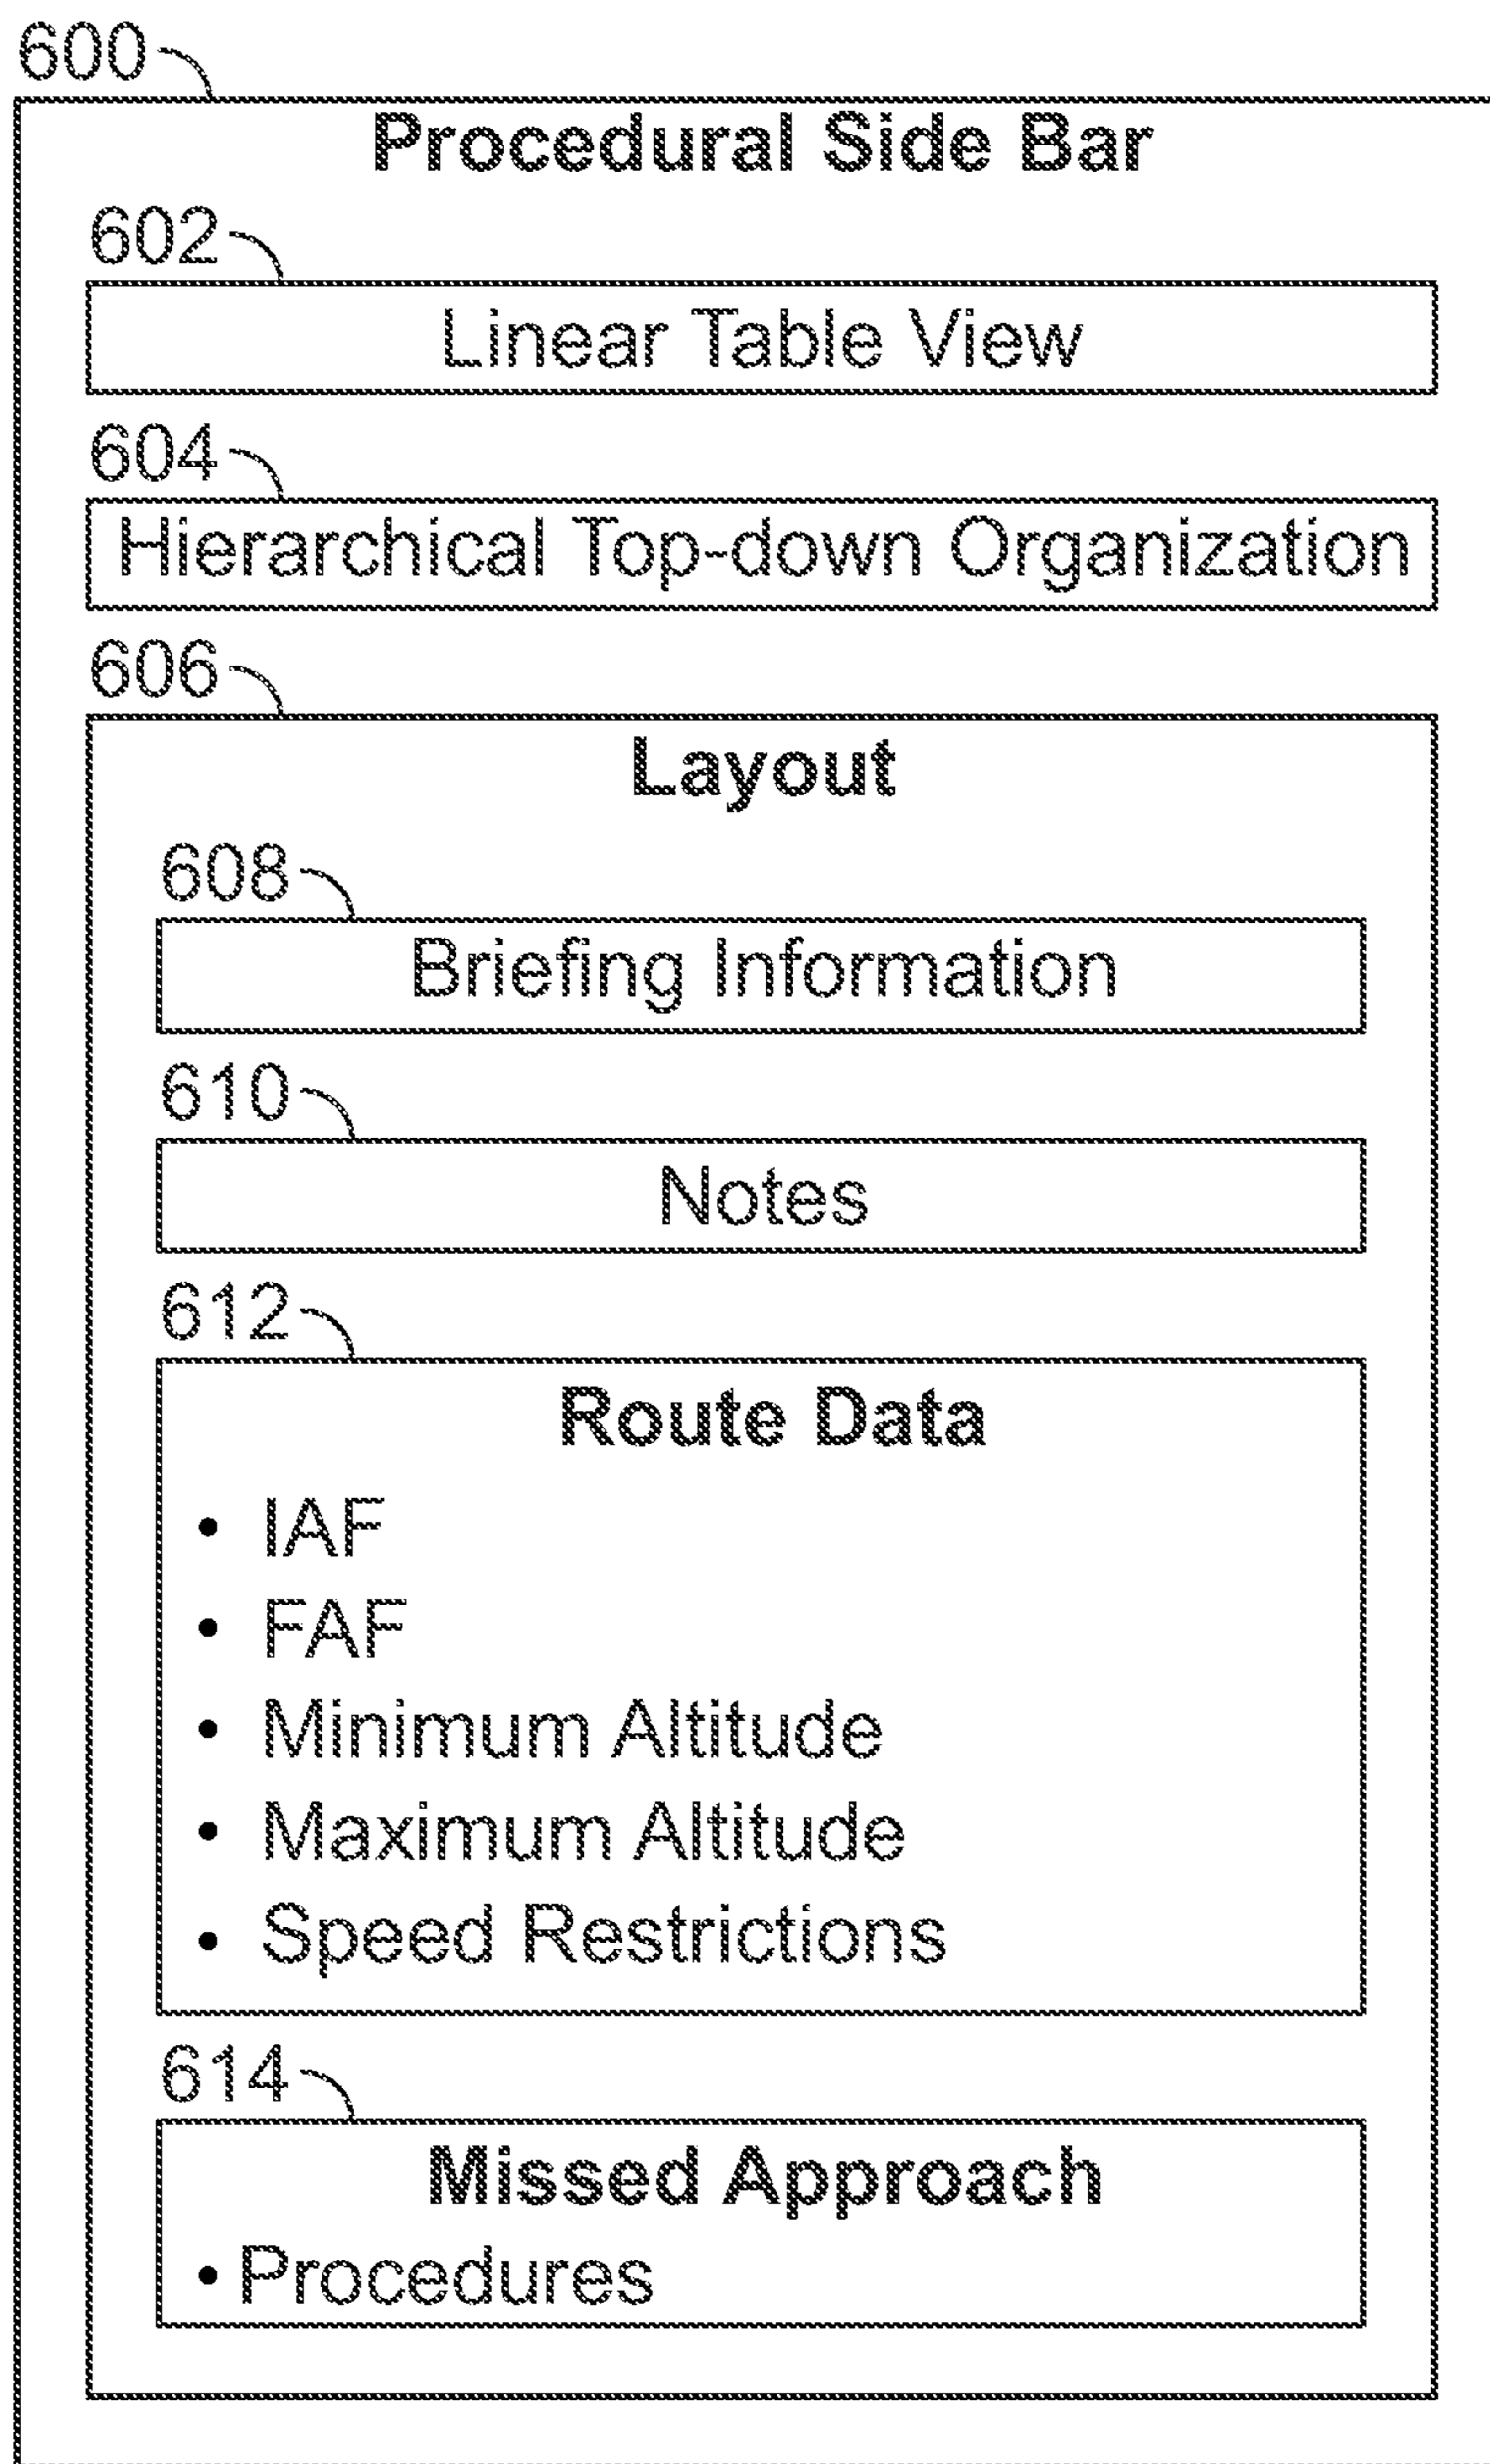 600
Procedural Side Bar
602
Linear Table View
604
Hierarchical Top-down Organization
606
Layout
608
Briefing Information
610
Notes
612
Route Data
• IAF
• FAF
• Minimum Altitude
• Maximum Altitude
• Speed Restrictions
614
Missed Approach
• Procedures